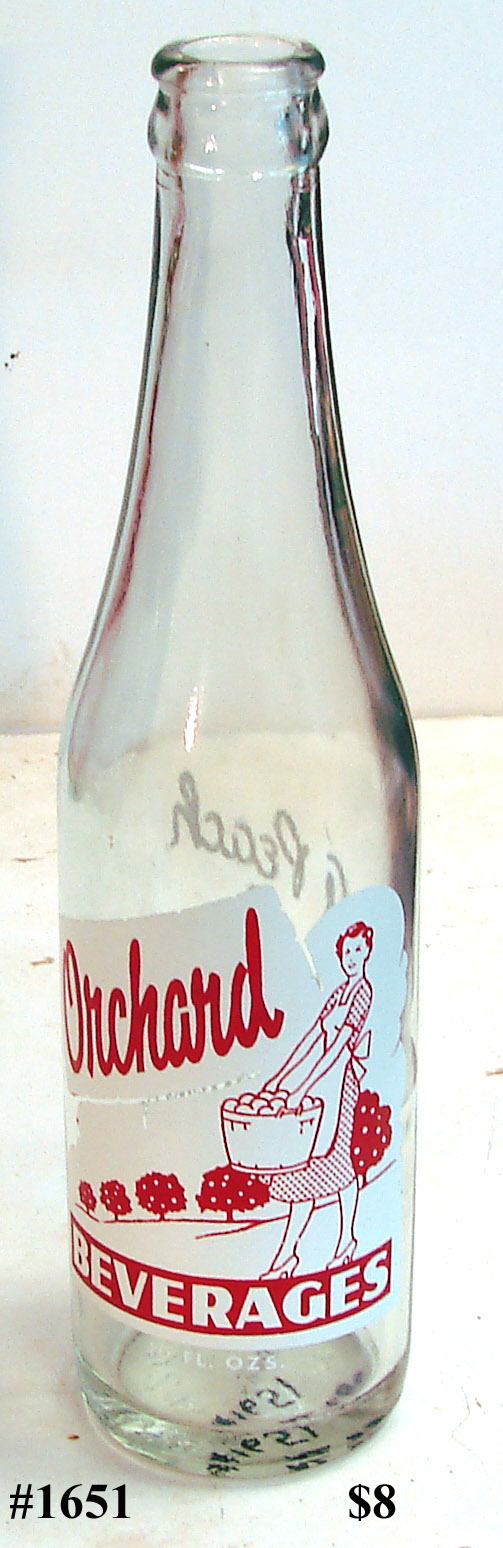 Peach
Orchard
BEVERAGES
FL. OZS.
#1651 $8